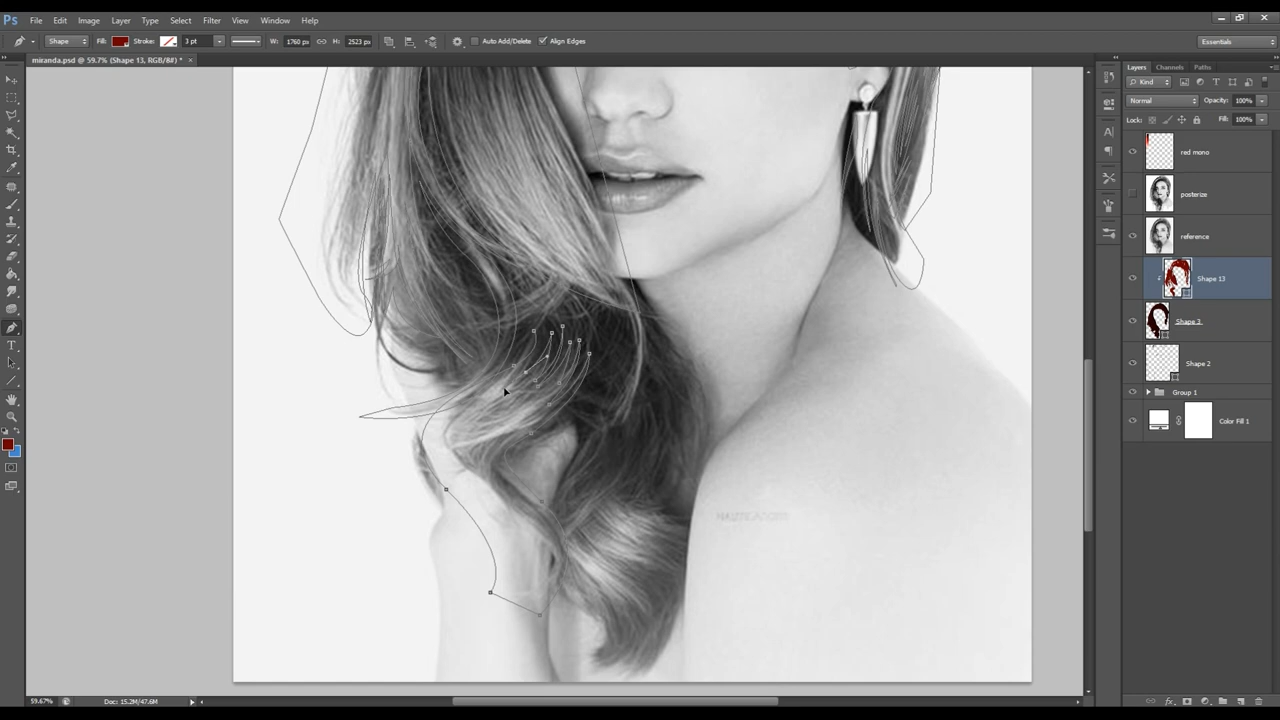 Ps File Edit Image Layer Type Select Filter View Window Help
Shape Fill: Stroke: 3 pt W: 1760 px H: 2523 px Auto Add/Delete Align Edges Essentials
miranda.psd @ 59.7% (Shape 13, RGB/8#) * ×
Layers Channels Paths
Kind
Normal Opacity: 100%
Lock: Fill: 100%
red mono
posterize
reference
Shape 13
Shape 3
Shape 2
Group 1
Color Fill 1
59.67% Doc: 15.2M/47.6M